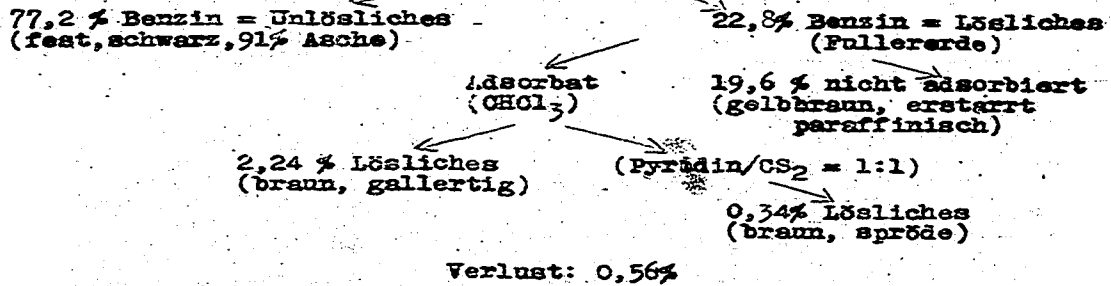 77,2 % Benzin = Unlösliches
(fest, schwarz, 91% Asche)
22,8% Benzin = Lösliches
(Fullererde)
Adsorbat
(CHCl3)
19,6 % nicht adsorbiert
(gelbbraun, erstarrt
paraffinisch)
2,24 % Lösliches
(braun, gallertig)
(Pyridin/CS2 = 1:1)
0,34% Lösliches
(braun, spröde)
Verlust: 0,56%